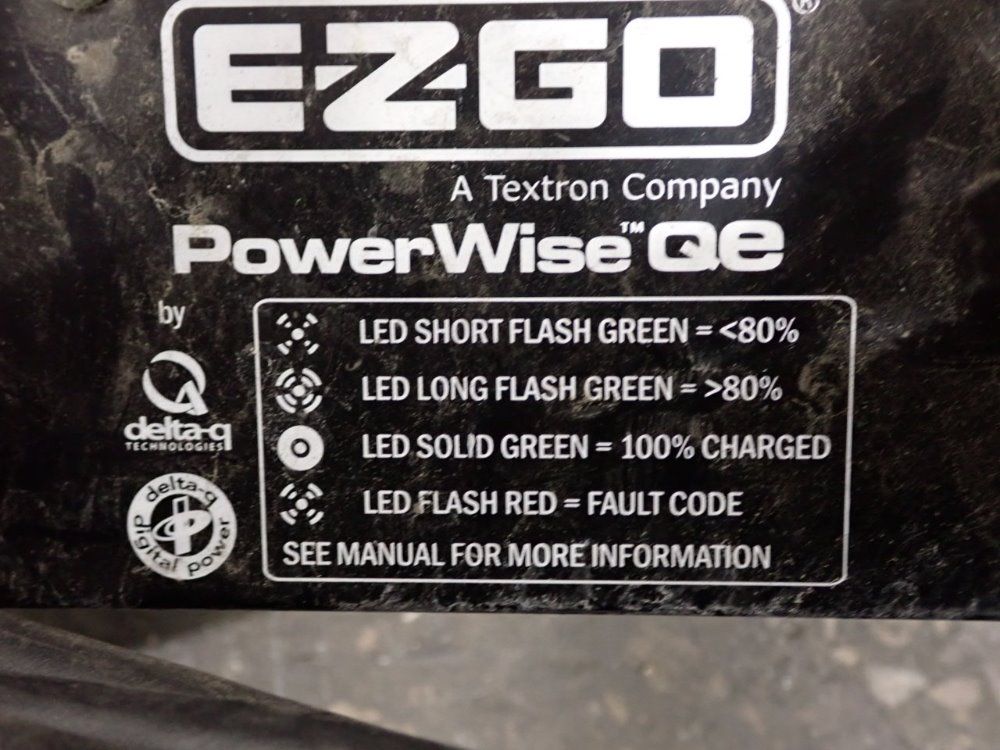 E-Z-GO®
A Textron Company
PowerWise™ Qe
by
delta-q
TECHNOLOGIES
delta-q
digital power
LED SHORT FLASH GREEN = <80%
LED LONG FLASH GREEN = >80%
LED SOLID GREEN = 100% CHARGED
LED FLASH RED = FAULT CODE
SEE MANUAL FOR MORE INFORMATION